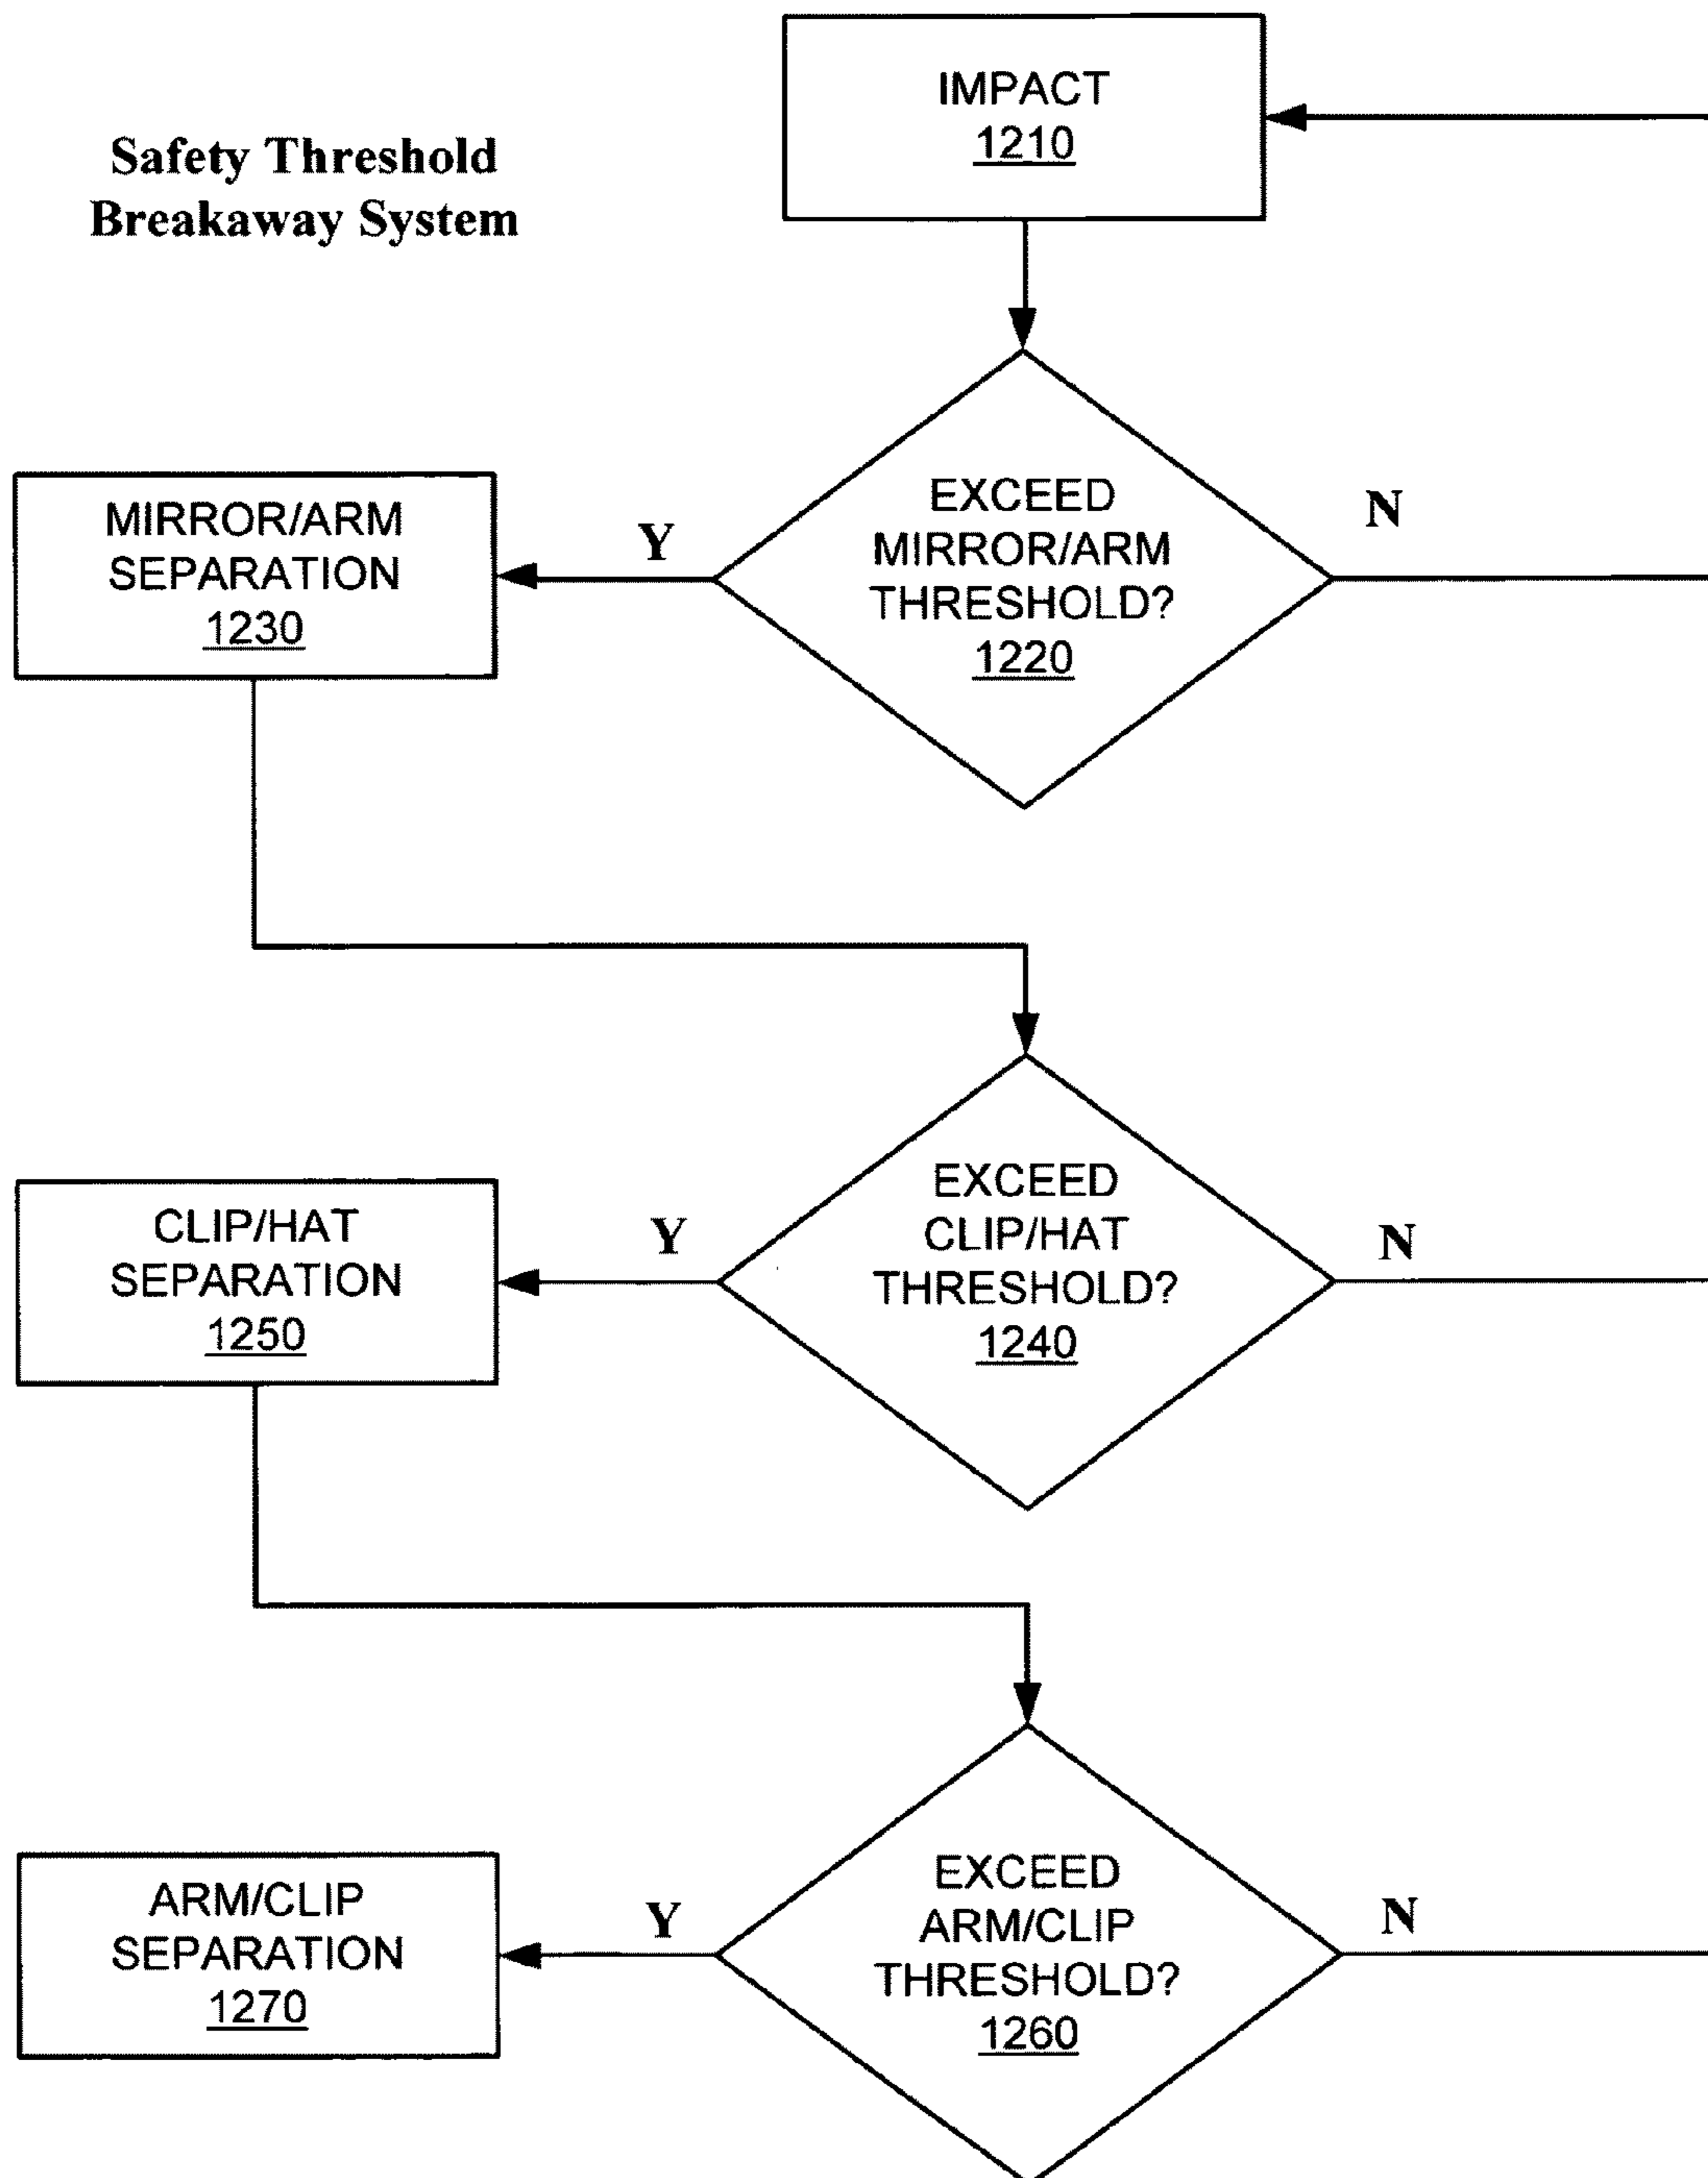 Safety Threshold
Breakaway System
IMPACT
1210
EXCEED
MIRROR/ARM
THRESHOLD?
1220
Y
N
MIRROR/ARM
SEPARATION
1230
EXCEED
CLIP/HAT
THRESHOLD?
1240
Y
N
CLIP/HAT
SEPARATION
1250
EXCEED
ARM/CLIP
THRESHOLD?
1260
Y
N
ARM/CLIP
SEPARATION
1270